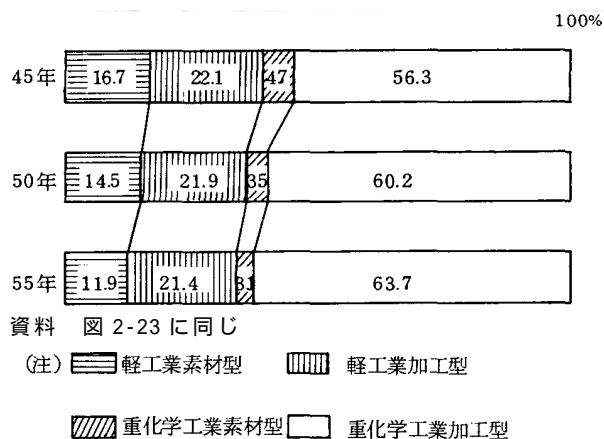 100%
45年 16.7 22.1 47 56.3
50年 14.5 21.9 35 60.2
55年 11.9 21.4 31 63.7
資料 図2-23に同じ
(注) 軽工業素材型 軽工業加工型
重化学工業素材型 重化学工業加工型